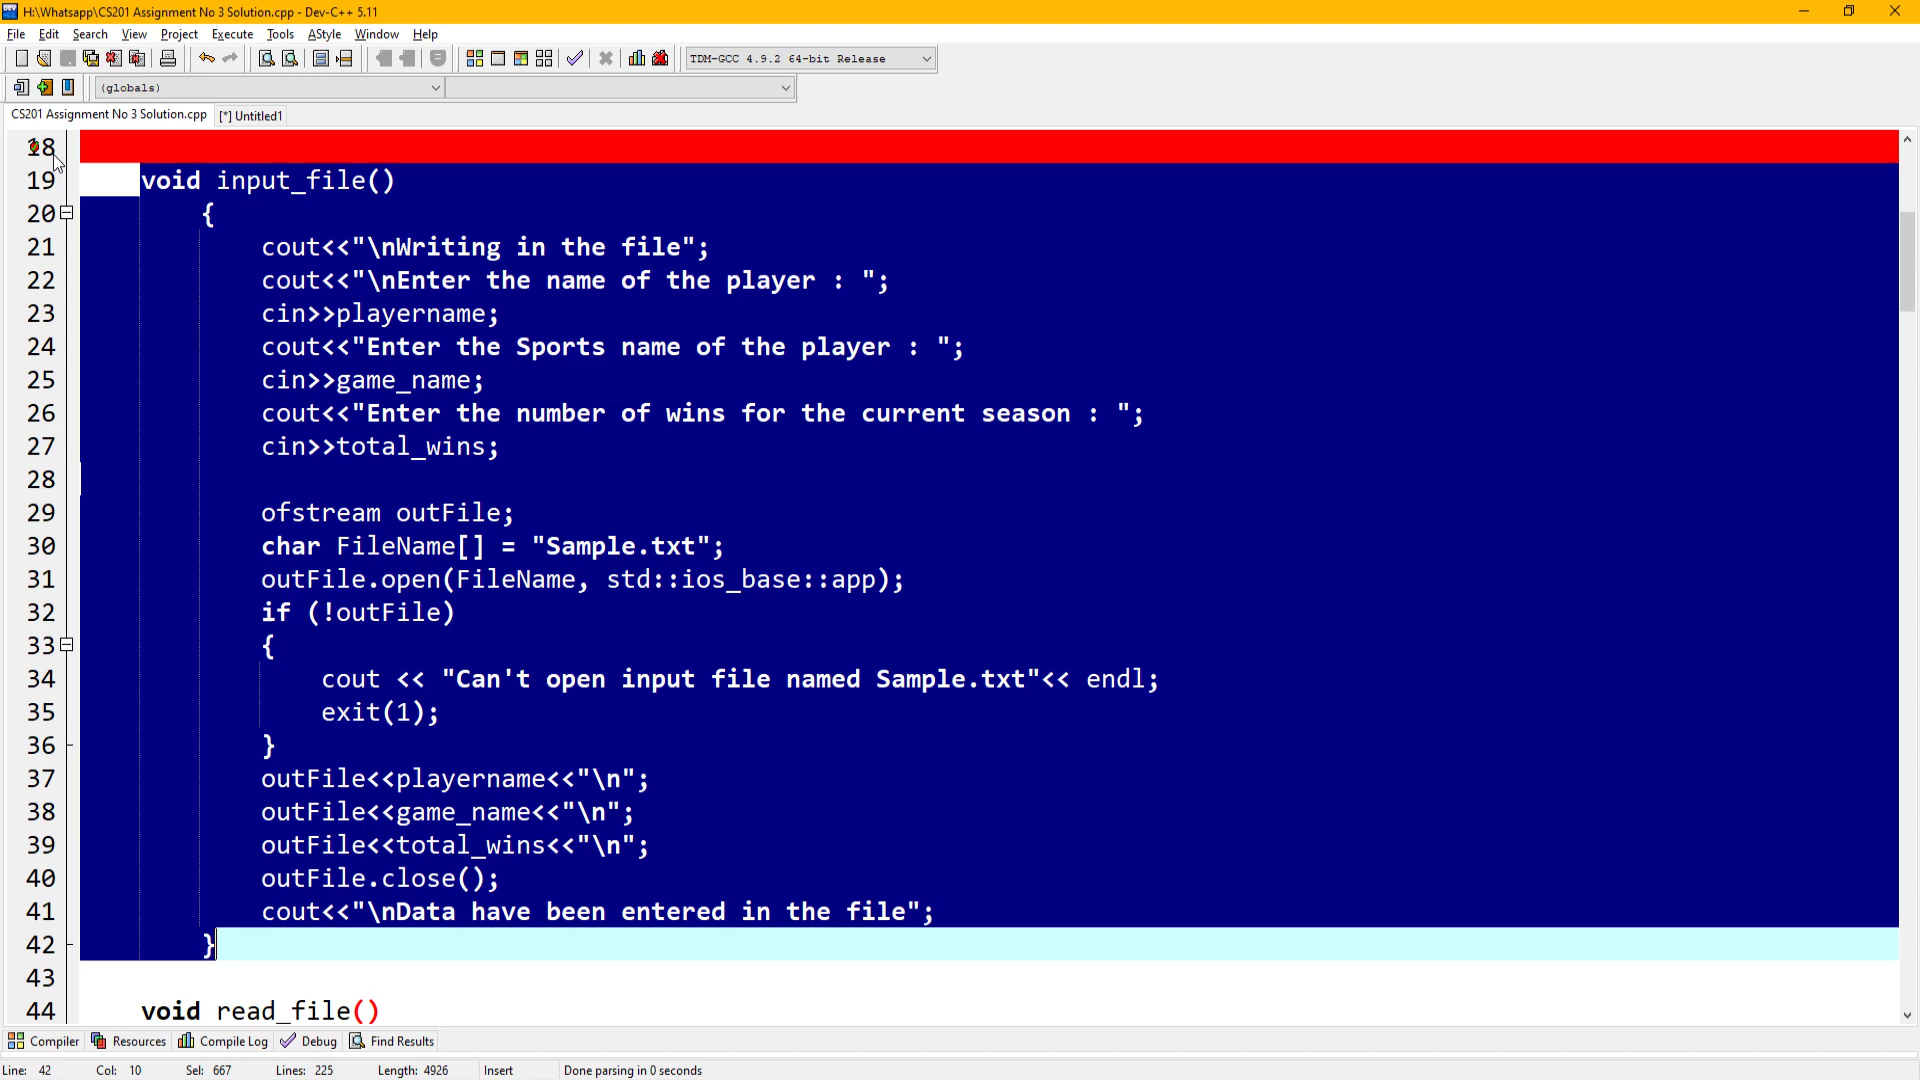 H:\Whatsapp\CS201 Assignment No 3 Solution.cpp - Dev-C++ 5.11
File Edit Search View Project Execute Tools AStyle Window Help
TDM-GCC 4.9.2 64-bit Release
(globals)
CS201 Assignment No 3 Solution.cpp [*] Untitled1
18
19 void input_file()
20 {
21 cout<<"\nWriting in the file";
22 cout<<"\nEnter the name of the player : ";
23 cin>>playername;
24 cout<<"Enter the Sports name of the player : ";
25 cin>>game_name;
26 cout<<"Enter the number of wins for the current season : ";
27 cin>>total_wins;
28
29 ofstream outFile;
30 char FileName[] = "Sample.txt";
31 outFile.open(FileName, std::ios_base::app);
32 if (!outFile)
33 {
34 cout << "Can't open input file named Sample.txt"<< endl;
35 exit(1);
36 }
37 outFile<<playername<<"\n";
38 outFile<<game_name<<"\n";
39 outFile<<total_wins<<"\n";
40 outFile.close();
41 cout<<"\nData have been entered in the file";
42 }
43
44 void read_file()
Compiler Resources Compile Log Debug Find Results
Line: 42 Col: 10 Sel: 667 Lines: 225 Length: 4926 Insert Done parsing in 0 seconds